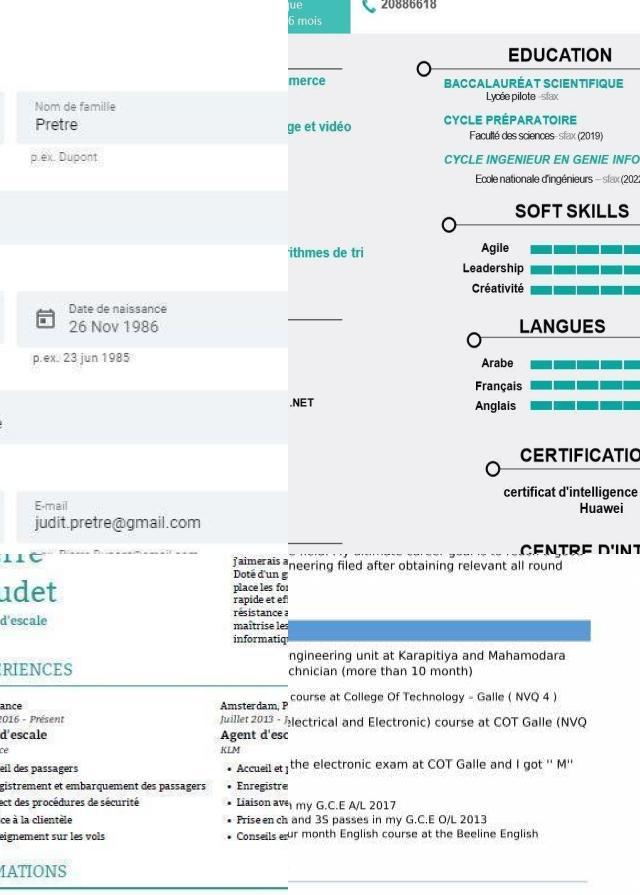 Nom de famille
Pretre
p.ex. Dupont
Date de naissance
26 Nov 1986
p.ex. 23 jun 1985
E-mail
judit.pretre@gmail.com
6 mois
20886618
merce
ge et vidéo
rithmes de tri
.NET
EDUCATION
BACCALAURÉAT SCIENTIFIQUE
Lycée pilote -sfax
CYCLE PRÉPARATOIRE
Faculté des sciences- sfax (2019)
CYCLE INGENIEUR EN GENIE INFO
Ecole nationale d'ingénieurs – sfax (2022
SOFT SKILLS
Agile
Leadership
Créativité
LANGUES
Arabe
Français
Anglais
CERTIFICATIO
certificat d'intelligence
Huawei
CENTRE D'INT
udet
d'escale
j'aimerais a
Doté d'un g
place les for
rapide et eff
résistance a
maîtrise les
informatiq
ERIENCES
ance
2016 - Présent
d'escale
ce
eil des passagers
gistrement et embarquement des passagers
ect des procédures de sécurité
ce à la clientèle
eignement sur les vols
Amsterdam, P
Juillet 2013 - J
Agent d'esc
KLM
• Accueil et p
• Enregistre
• Liaison ave
• Prise en ch
• Conseils en
MATIONS
neering filed after obtaining relevant all round
ngineering unit at Karapitiya and Mahamodara
chnician (more than 10 month)
course at College Of Technology – Galle ( NVQ 4 )
electrical and Electronic) course at COT Galle (NVQ
the electronic exam at COT Galle and I got '' M''
n my G.C.E A/L 2017
and 3S passes in my G.C.E O/L 2013
ur month English course at the Beeline English